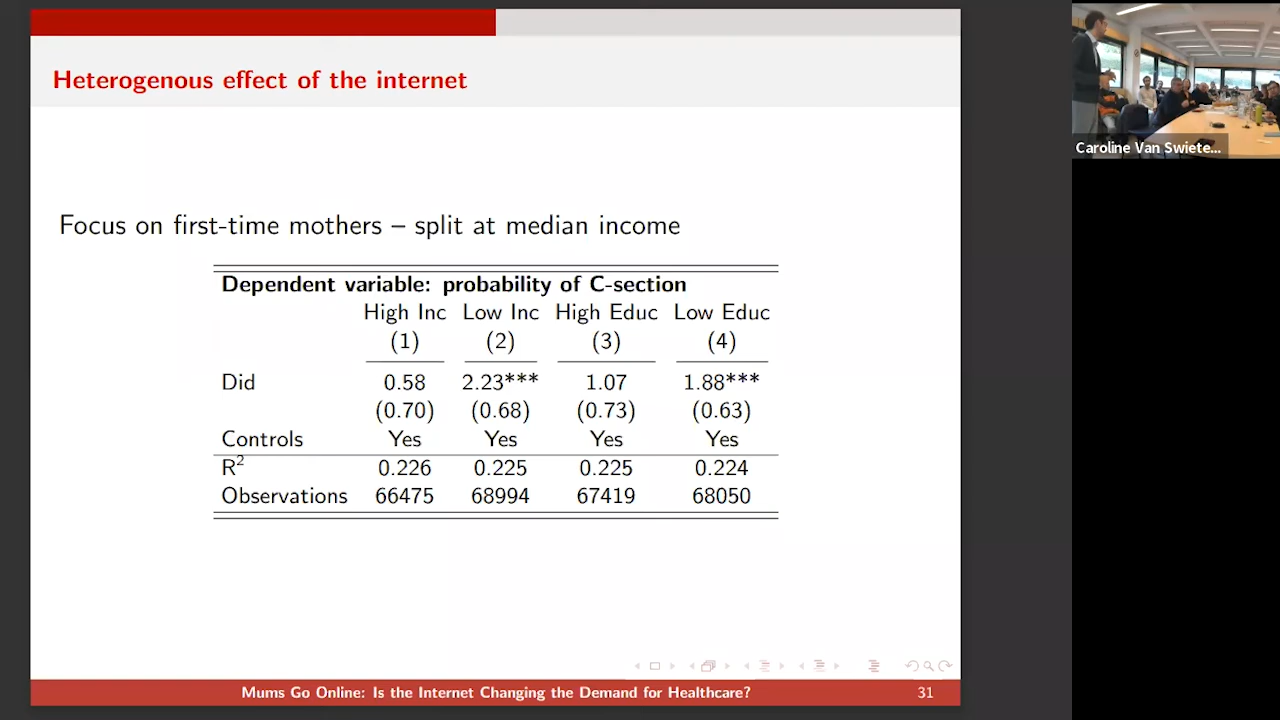 Heterogenous effect of the internet
Focus on first-time mothers – split at median income
Dependent variable: probability of C-section
High Inc Low Inc High Educ Low Educ
(1) (2) (3) (4)
Did 0.58 2.23*** 1.07 1.88***
(0.70) (0.68) (0.73) (0.63)
Controls Yes Yes Yes Yes
R² 0.226 0.225 0.225 0.224
Observations 66475 68994 67419 68050
Mums Go Online: Is the Internet Changing the Demand for Healthcare? 31
Caroline Van Swiete...